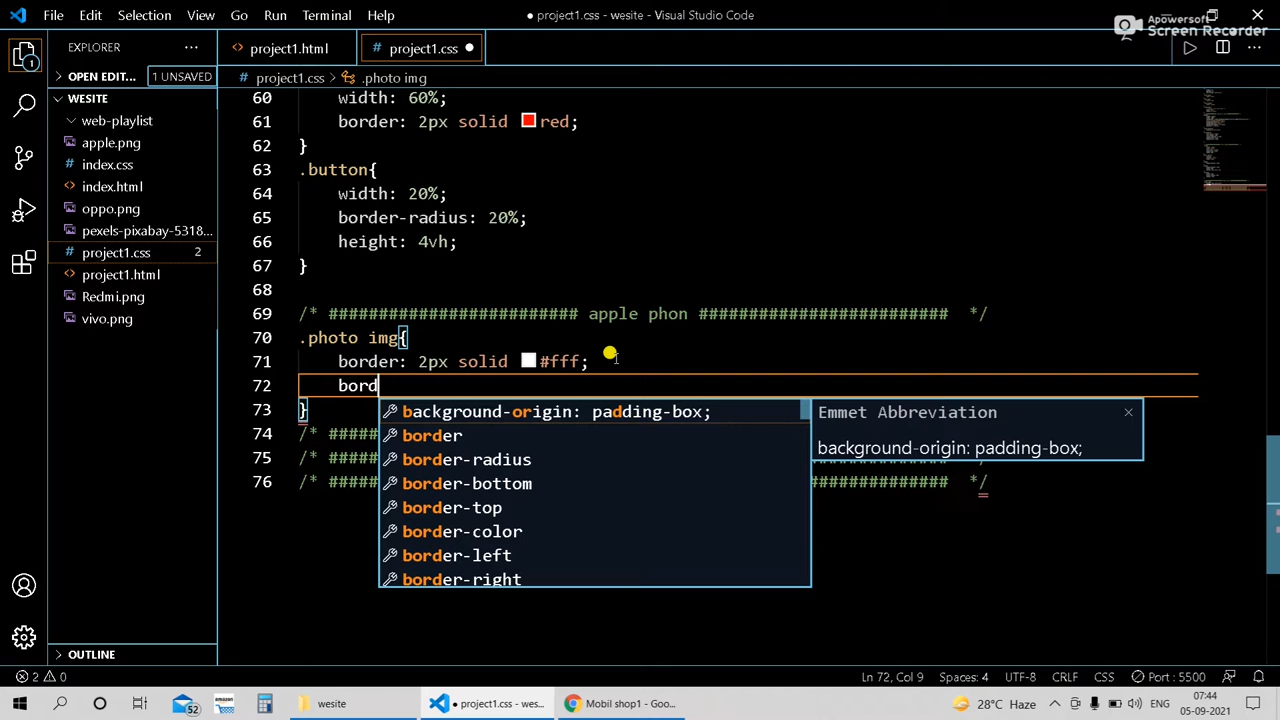 File Edit Selection View Go Run Terminal Help
● project1.css - wesite - Visual Studio Code
Apowersoft
Screen Recorder
EXPLORER
project1.html
# project1.css ●
OPEN EDIT... 1 UNSAVED
# project1.css > .photo img
WESITE
web-playlist
apple.png
# index.css
<> index.html
oppo.png
pexels-pixabay-5318...
# project1.css 2
<> project1.html
Redmi.png
vivo.png
OUTLINE
60 width: 60%;
61 border: 2px solid red;
62 }
63 .button{
64 width: 20%;
65 border-radius: 20%;
66 height: 4vh;
67 }
68
69 /* ######################### apple phon ######################### */
70 .photo img{
71 border: 2px solid #fff;
72 bord
73 }
74 /* #####
75 /* #####
76 /* ##### ############## */
background-origin: padding-box;
border
border-radius
border-bottom
border-top
border-color
border-left
border-right
Emmet Abbreviation ×
background-origin: padding-box;
2 0
Ln 72, Col 9 Spaces: 4 UTF-8 CRLF CSS Port : 5500
52
amazon
wesite
● project1.css - wes...
Mobil shop1 - Goo...
28°C Haze
ENG
07:44
05-09-2021